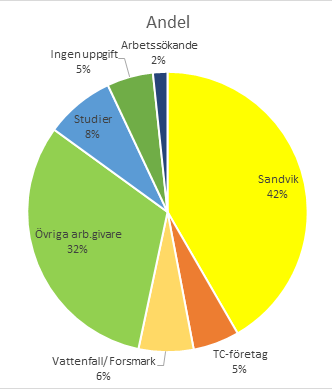 Andel
Arbetssökande
2%
Ingen uppgift
5%
Studier
8%
Sandvik
42%
Övriga arb.givare
32%
Vattenfall/Forsmark
6%
TC-företag
5%